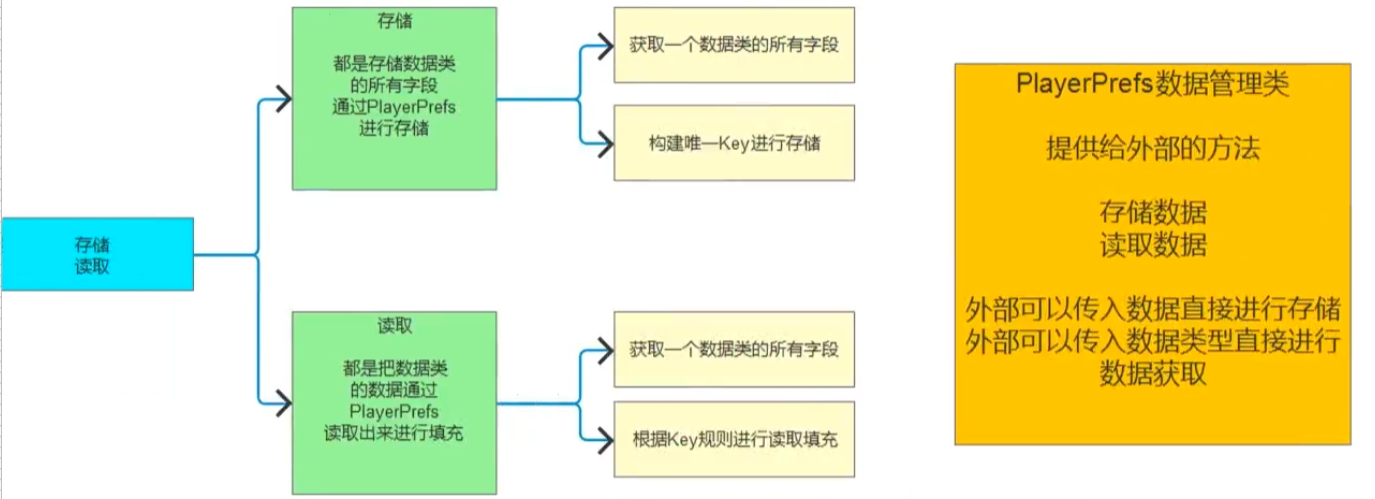 存储
读取
存储
都是存储数据类
的所有字段
通过PlayerPrefs
进行存储
获取一个数据类的所有字段
构建唯一Key进行存储
读取
都是把数据类
的数据通过
PlayerPrefs
读取出来进行填充
获取一个数据类的所有字段
根据Key规则进行读取填充
PlayerPrefs数据管理类
提供给外部的方法
存储数据
读取数据
外部可以传入数据直接进行存储
外部可以传入数据类型直接进行
数据获取